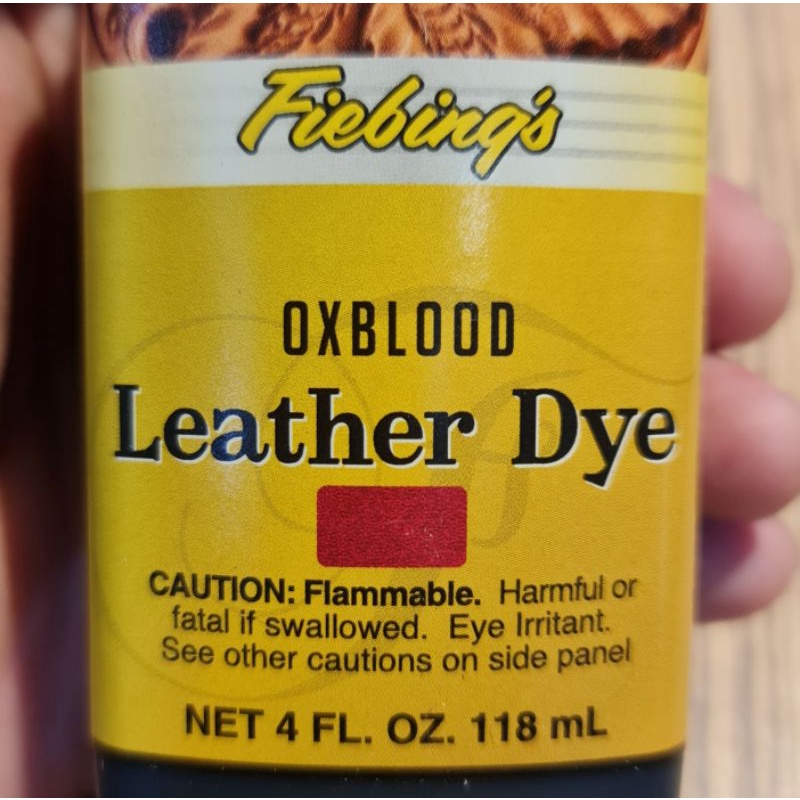 Fiebing's
OXBLOOD
Leather Dye
CAUTION: Flammable. Harmful or
fatal if swallowed. Eye Irritant.
See other cautions on side panel
NET 4 FL. OZ. 118 mL